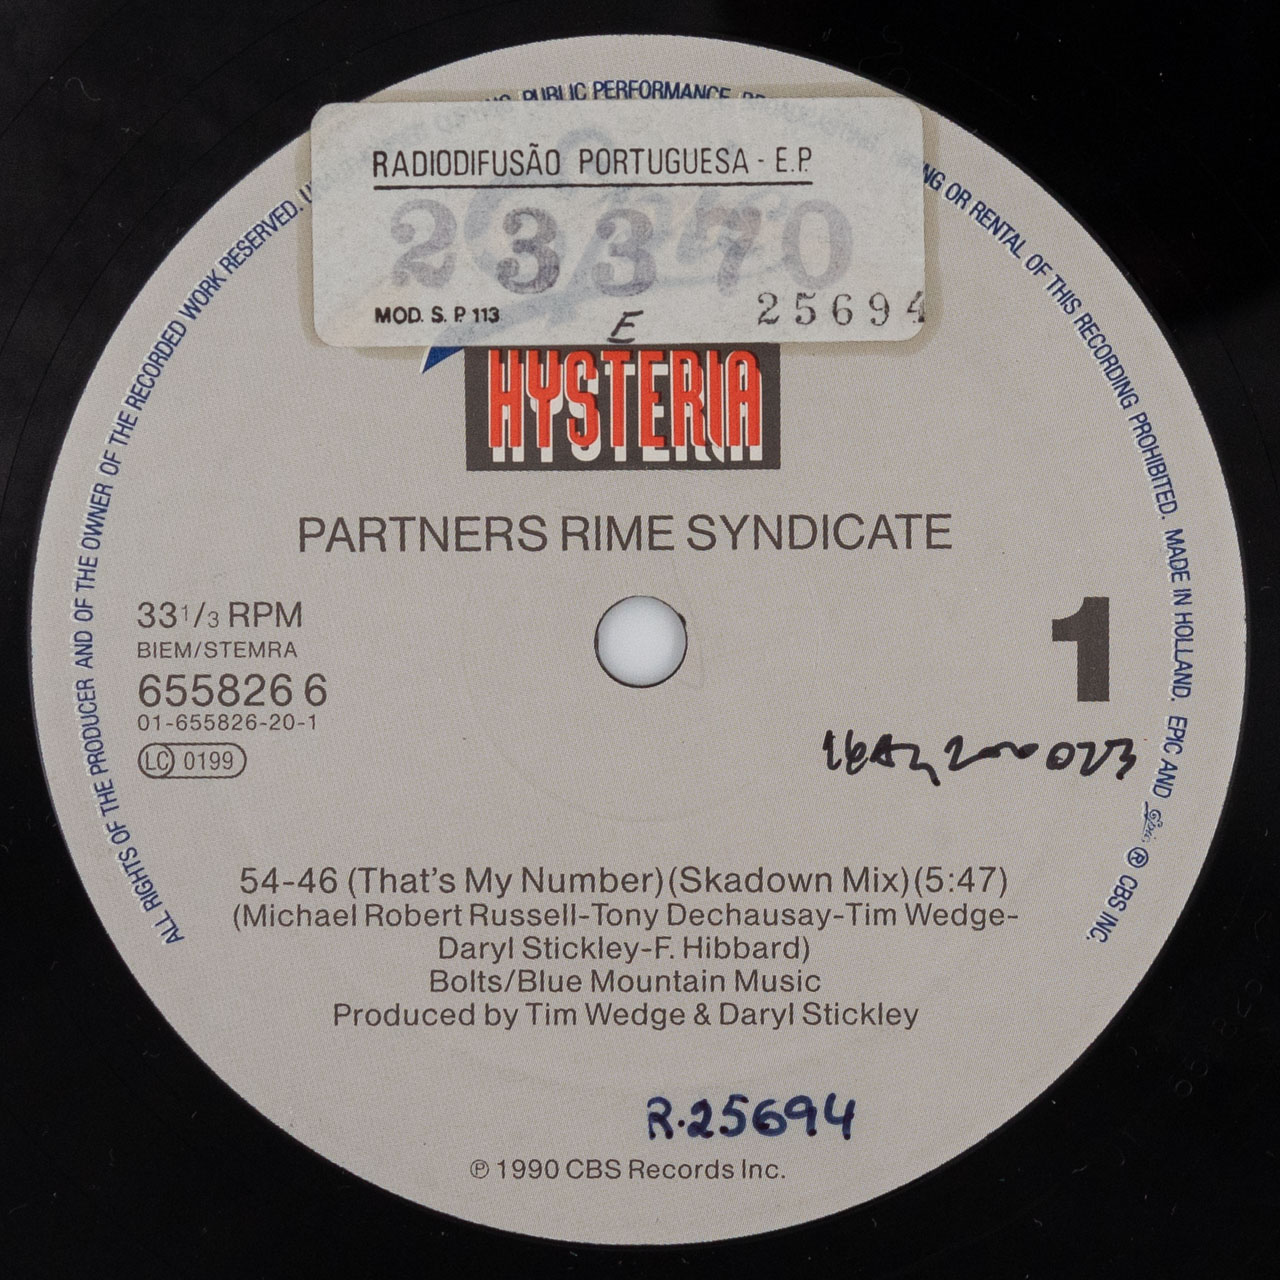 PUBLIC PERFORMANCE
RADIODIFUSÃO PORTUGUESA - E.P.
23370
MOD. S. P. 113
E
25694
HYSTERIA
PARTNERS RIME SYNDICATE
33 1/3 RPM
BIEM/STEMRA
655826 6
01-655826-20-1
LC 0199
1
54-46 (That's My Number) (Skadown Mix) (5:47)
(Michael Robert Russell-Tony Dechausay-Tim Wedge-
Daryl Stickley-F. Hibbard)
Bolts/Blue Mountain Music
Produced by Tim Wedge & Daryl Stickley
R.25694
℗ 1990 CBS Records Inc.
ALL RIGHTS OF THE PRODUCER AND OF THE OWNER OF THE RECORDED WORK RESERVED.
OR RENTAL OF THIS RECORDING PROHIBITED. MADE IN HOLLAND. EPIC AND Epic. ® CBS INC.